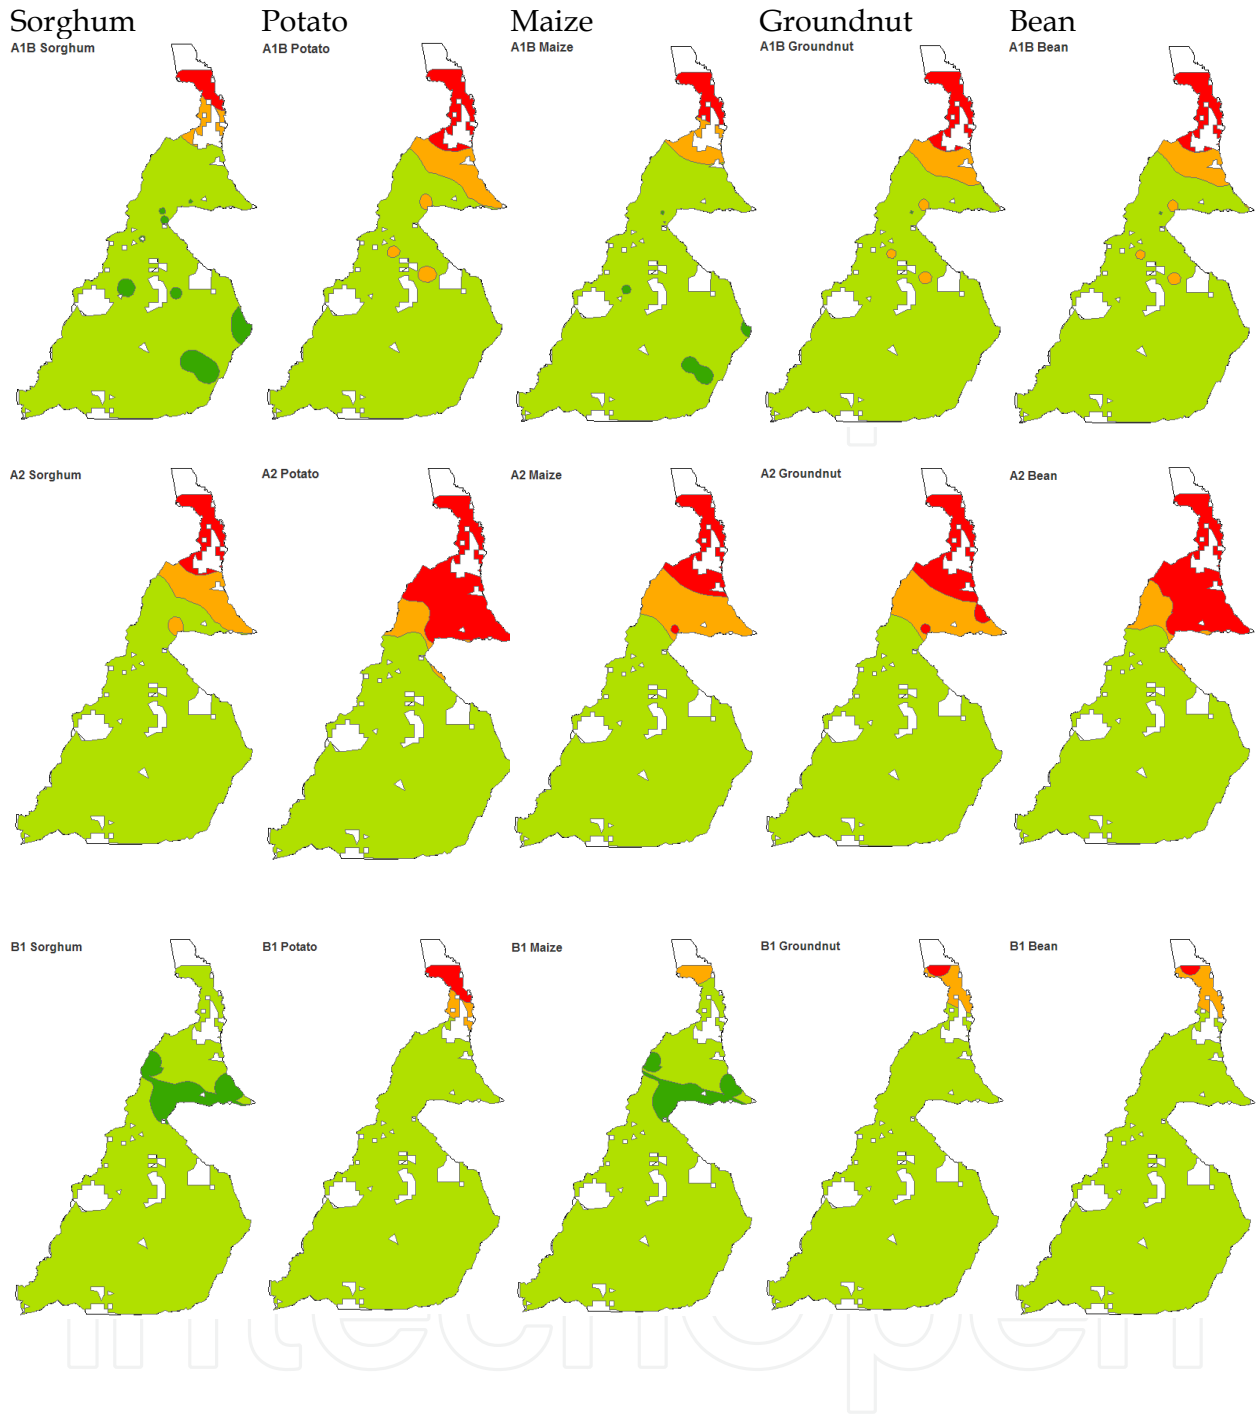 Sorghum Potato Maize Groundnut Bean
A1B Sorghum A1B Potato A1B Maize A1B Groundnut A1B Bean
A2 Sorghum A2 Potato A2 Maize A2 Groundnut A2 Bean
B1 Sorghum B1 Potato B1 Maize B1 Groundnut B1 Bean
intechopen